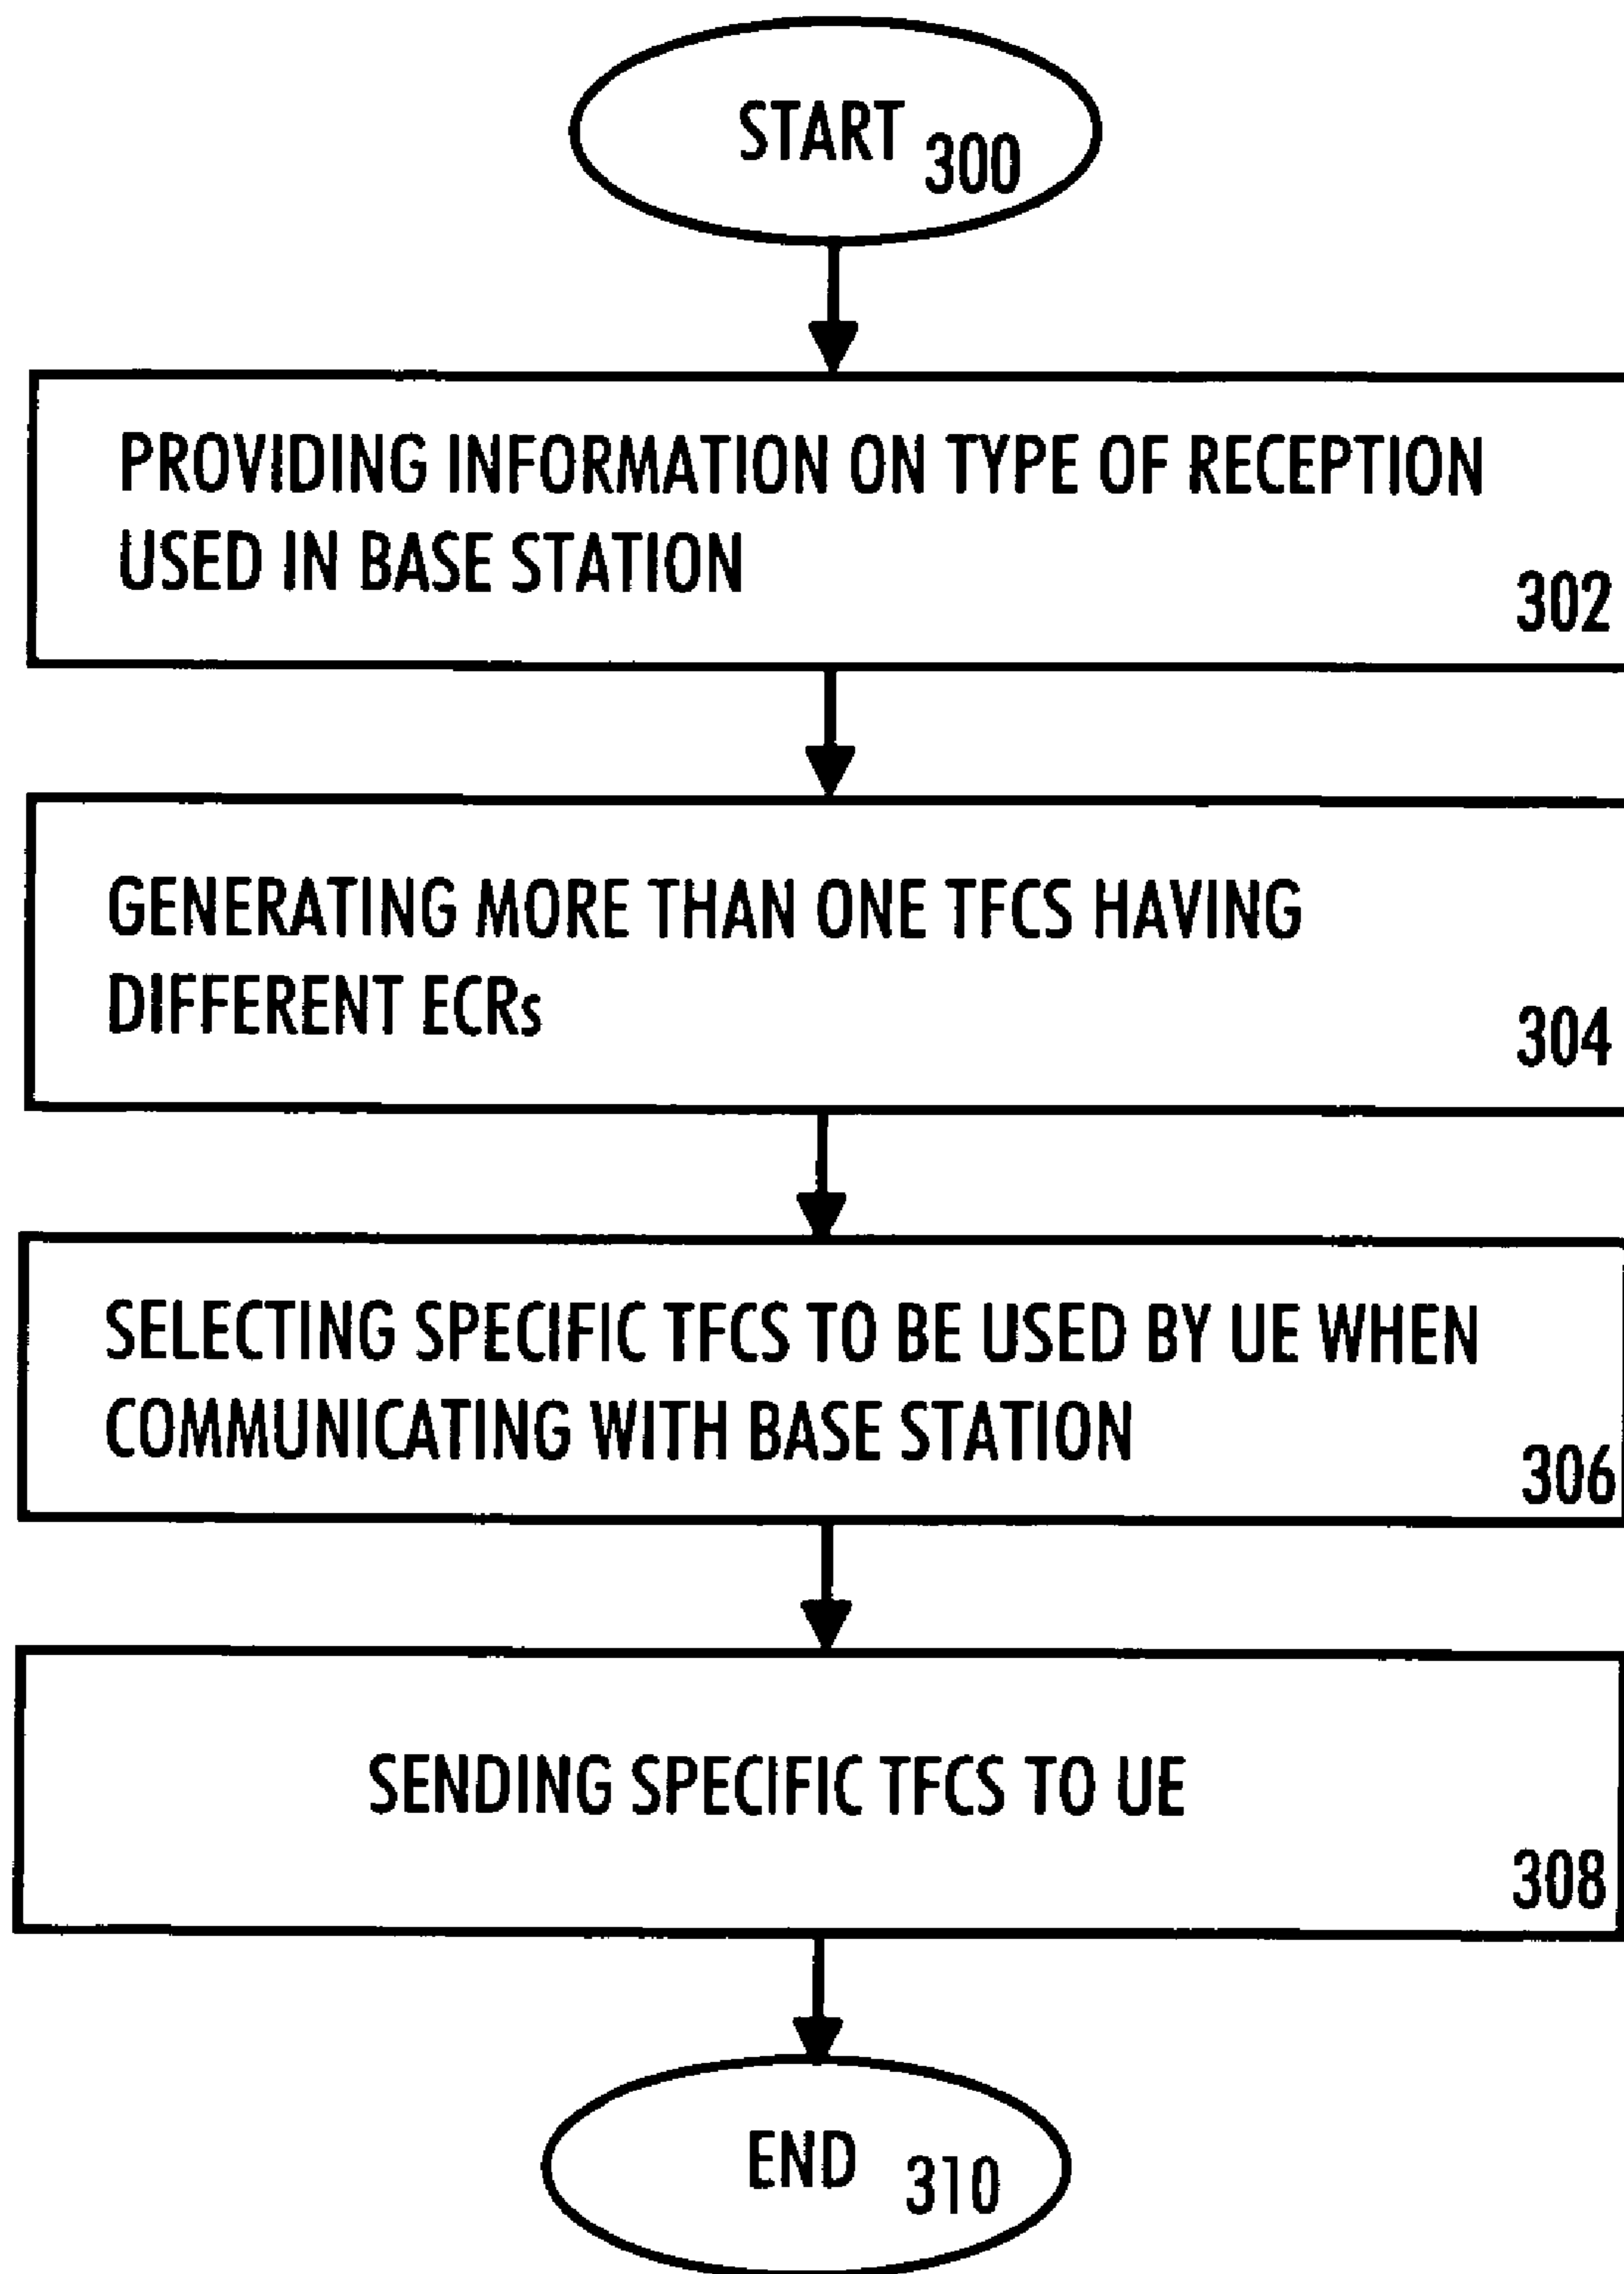 START 300
PROVIDING INFORMATION ON TYPE OF RECEPTION
USED IN BASE STATION
302
GENERATING MORE THAN ONE TFCS HAVING
DIFFERENT ECRs
304
SELECTING SPECIFIC TFCS TO BE USED BY UE WHEN
COMMUNICATING WITH BASE STATION
306
SENDING SPECIFIC TFCS TO UE
308
END 310